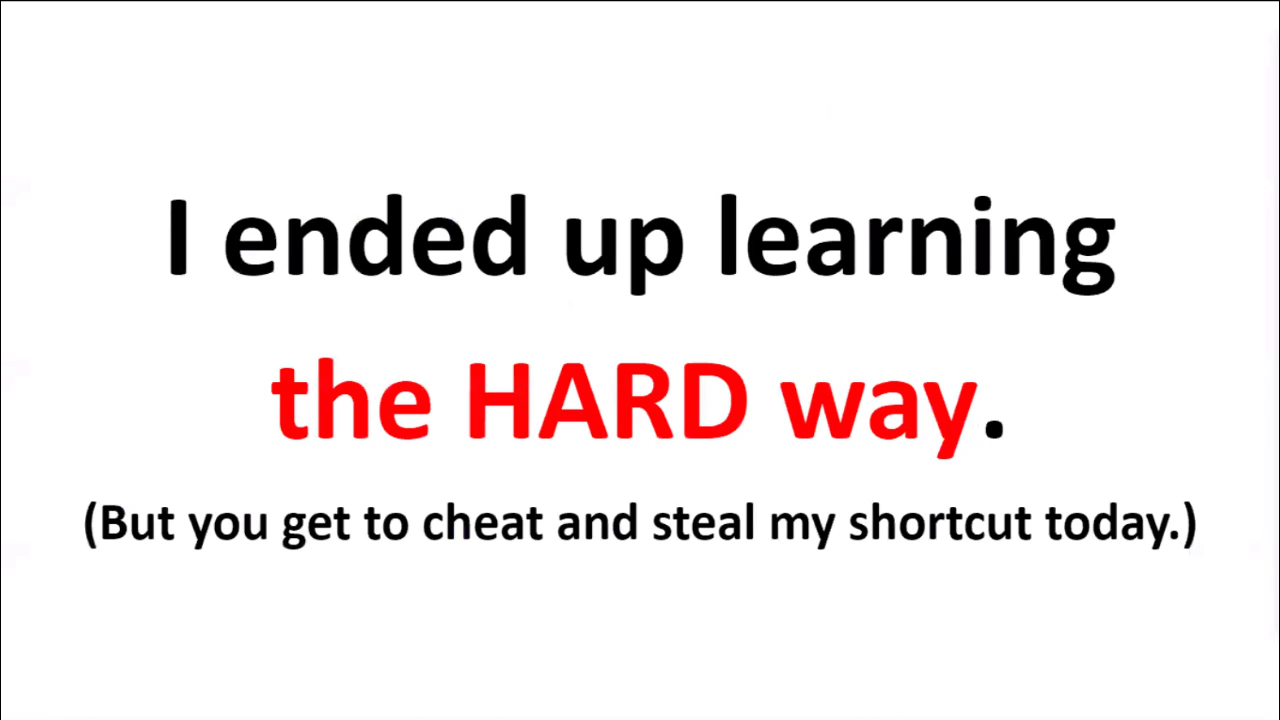 I ended up learning
the HARD way.
(But you get to cheat and steal my shortcut today.)